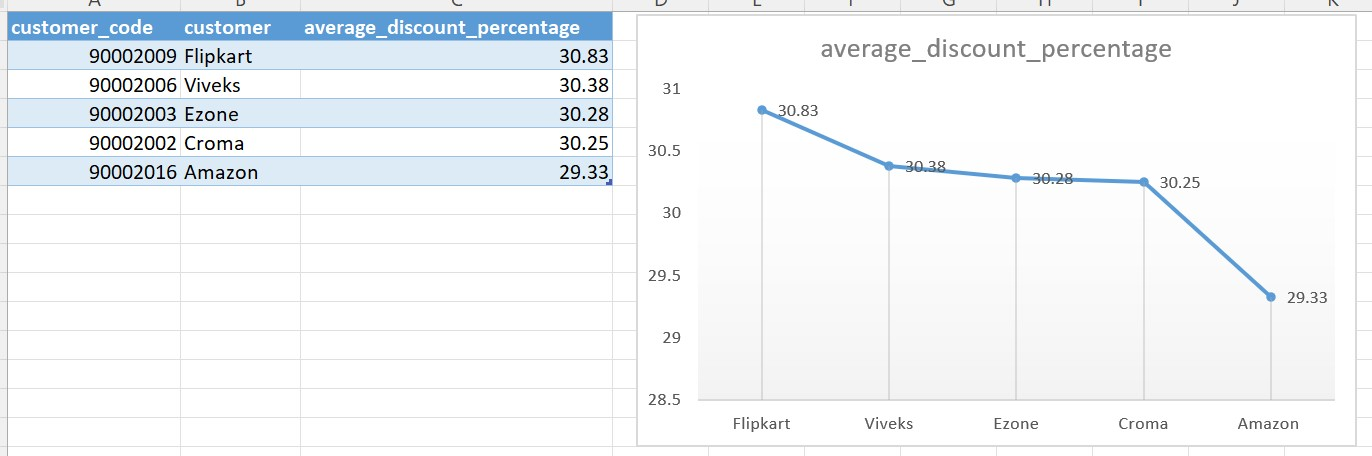 customer_code customer average_discount_percentage
90002009 Flipkart 30.83
90002006 Viveks 30.38
90002003 Ezone 30.28
90002002 Croma 30.25
90002016 Amazon 29.33
average_discount_percentage
31
30.5
30
29.5
29
28.5
30.83
30.38
30.28
30.25
29.33
Flipkart Viveks Ezone Croma Amazon